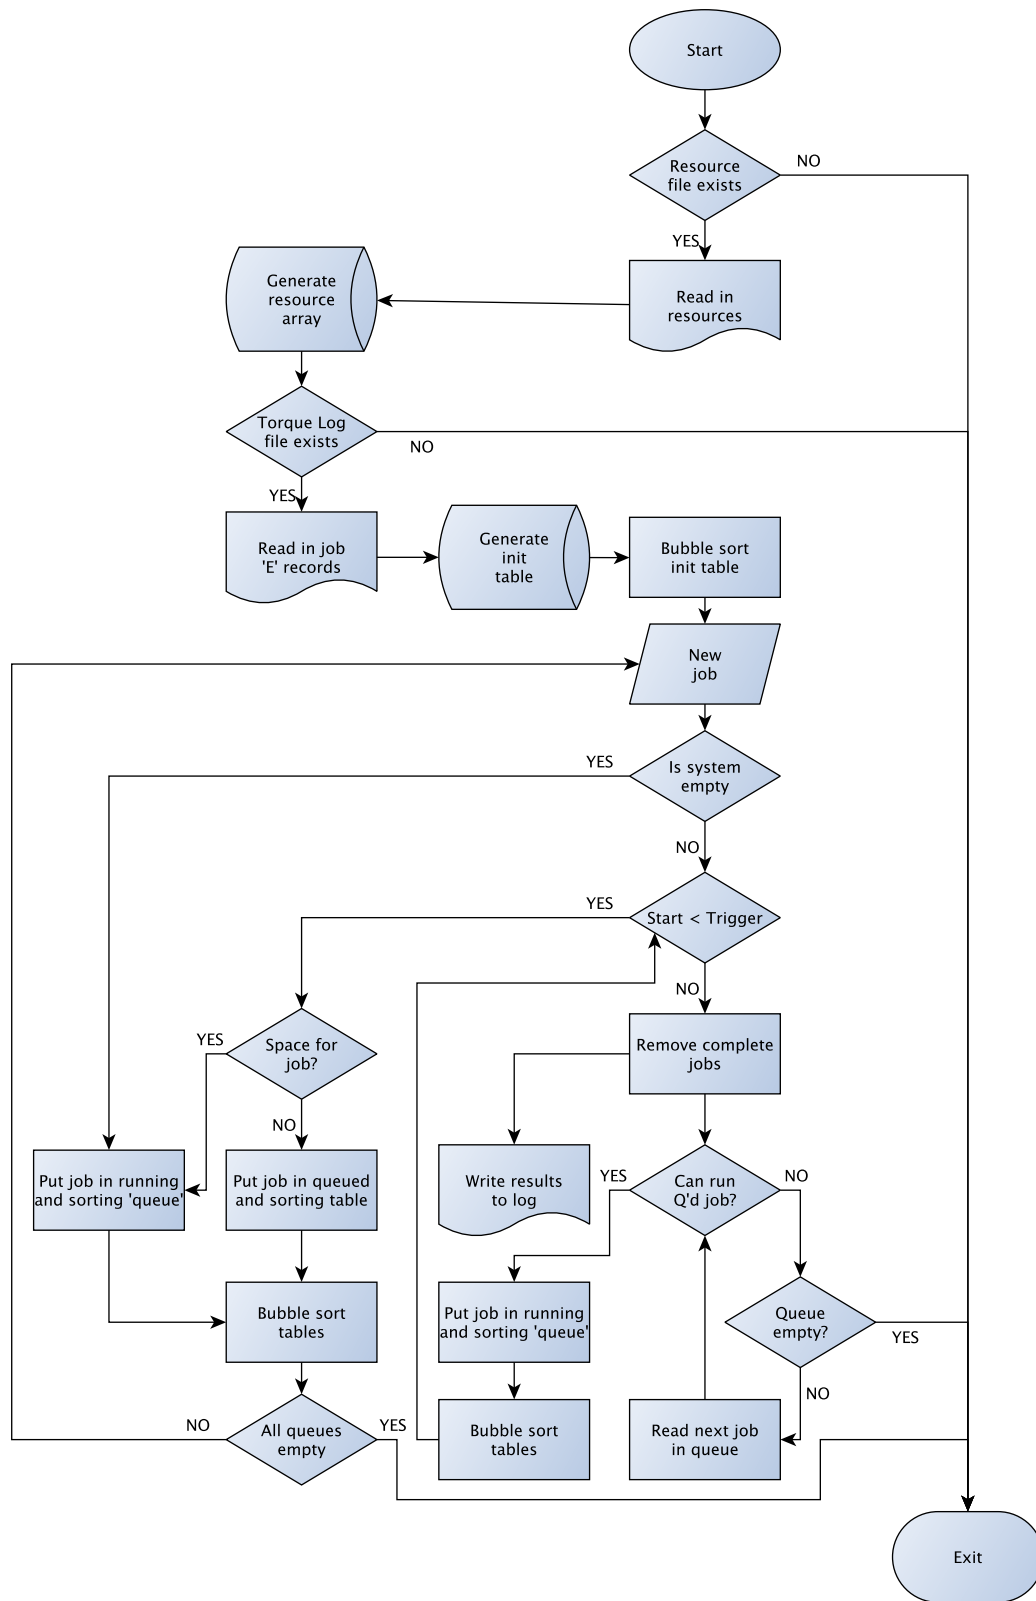 Start
Resource
file exists
NO
YES
Generate
resource
array
Read in
resources
Torque Log
file exists
NO
YES
Read in job
'E' records
Generate
init
table
Bubble sort
init table
New
job
Is system
empty
YES
NO
Start < Trigger
YES
NO
Space for
job?
YES
NO
Remove complete
jobs
Put job in running
and sorting 'queue'
Put job in queued
and sorting table
Write results
to log
Can run
Q'd job?
YES
NO
Bubble sort
tables
Put job in running
and sorting 'queue'
Queue
empty?
YES
NO
All queues
empty
NO
YES
Bubble sort
tables
Read next job
in queue
Exit